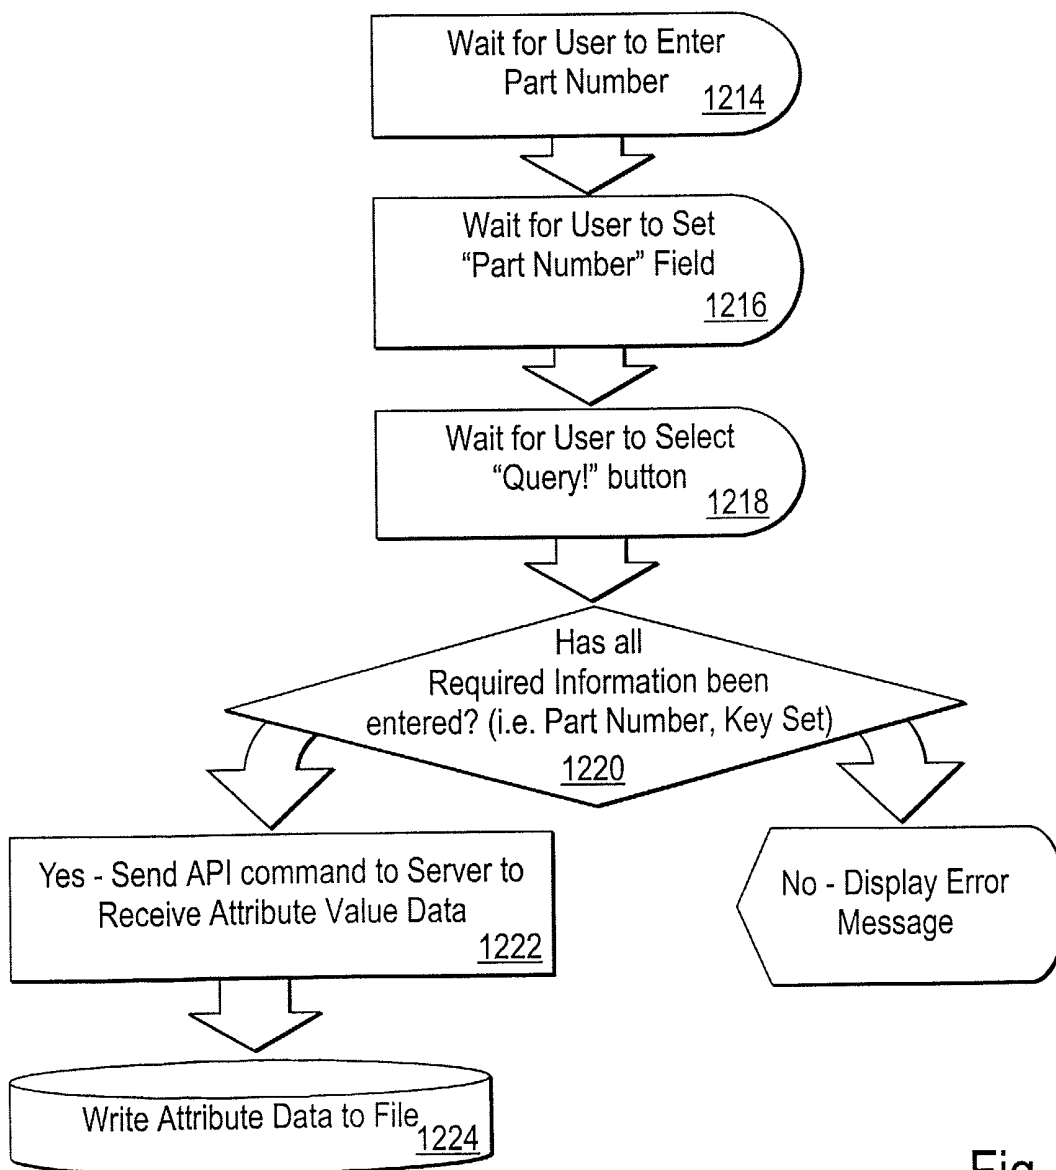 Wait for User to Enter
Part Number
1214
Wait for User to Set
“Part Number” Field
1216
Wait for User to Select
“Query!” button
1218
Has all
Required Information been
entered? (i.e. Part Number, Key Set)
1220
Yes - Send API command to Server to
Receive Attribute Value Data
1222
No - Display Error
Message
Write Attribute Data to File
1224
Fig